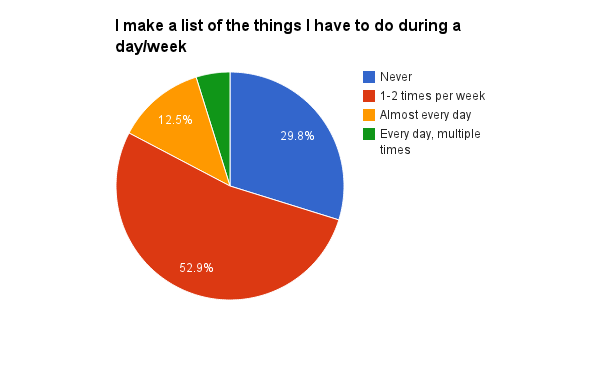 I make a list of the things I have to do during a
day/week
Never
1-2 times per week
Almost every day
Every day, multiple
times
29.8%
52.9%
12.5%